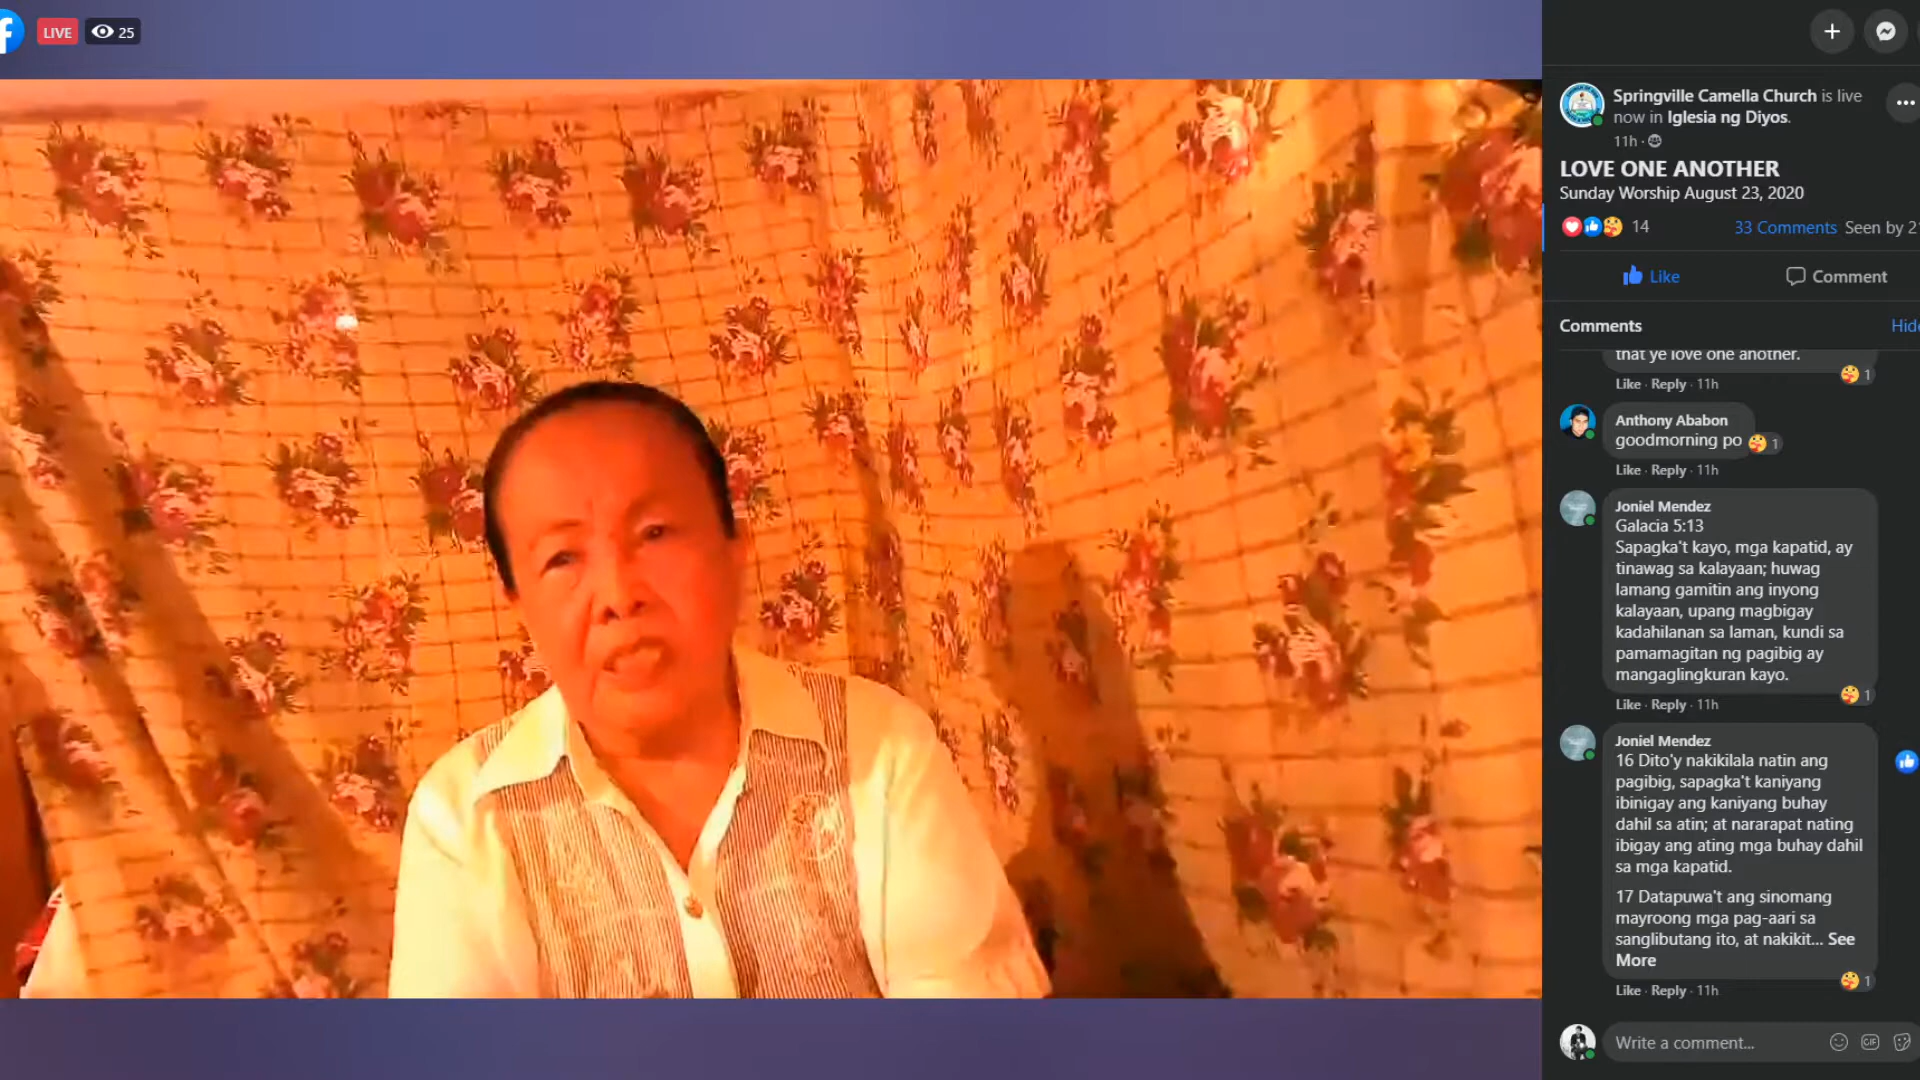 LIVE 25
Springville Camella Church is live
now in Iglesia ng Diyos.
11h
LOVE ONE ANOTHER
Sunday Worship August 23, 2020
14 33 Comments Seen by
Like Comment
Comments
that ye love one another.
1
Like · Reply · 11h
Anthony Ababon
goodmorning po
1
Like · Reply · 11h
Joniel Mendez
Galacia 5:13
Sapagka't kayo, mga kapatid, ay
tinawag sa kalayaan; huwag
lamang gamitin ang inyong
kalayaan, upang magbigay
kadahilanan sa laman, kundi sa
pamamagitan ng pagibig ay
mangaglingkuran kayo.
1
Like · Reply · 11h
Joniel Mendez
16 Dito'y nakikilala natin ang
pagibig, sapagka't kaniyang
ibinigay ang kaniyang buhay
dahil sa atin; at nararapat nating
ibigay ang ating mga buhay dahil
sa mga kapatid.
17 Datapuwa't ang sinomang
mayroong mga pag-aari sa
sanglibutang ito, at nakikit... See
More
1
Like · Reply · 11h
Write a comment...
GIF